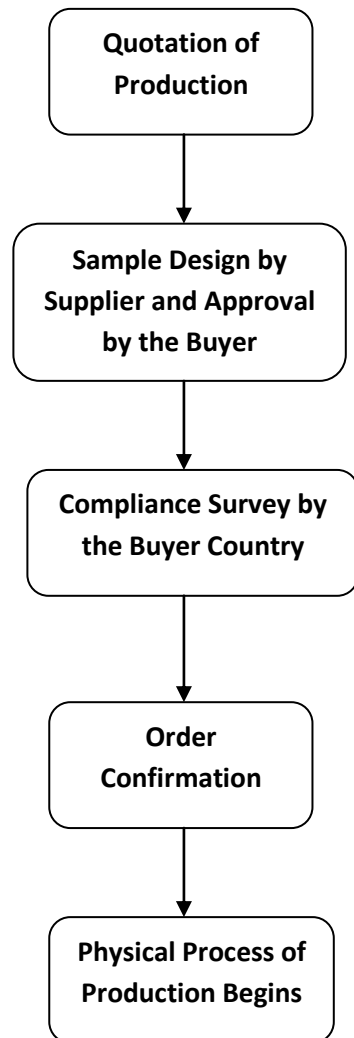 Quotation of
Production
Sample Design by
Supplier and Approval
by the Buyer
Compliance Survey by
the Buyer Country
Order
Confirmation
Physical Process of
Production Begins